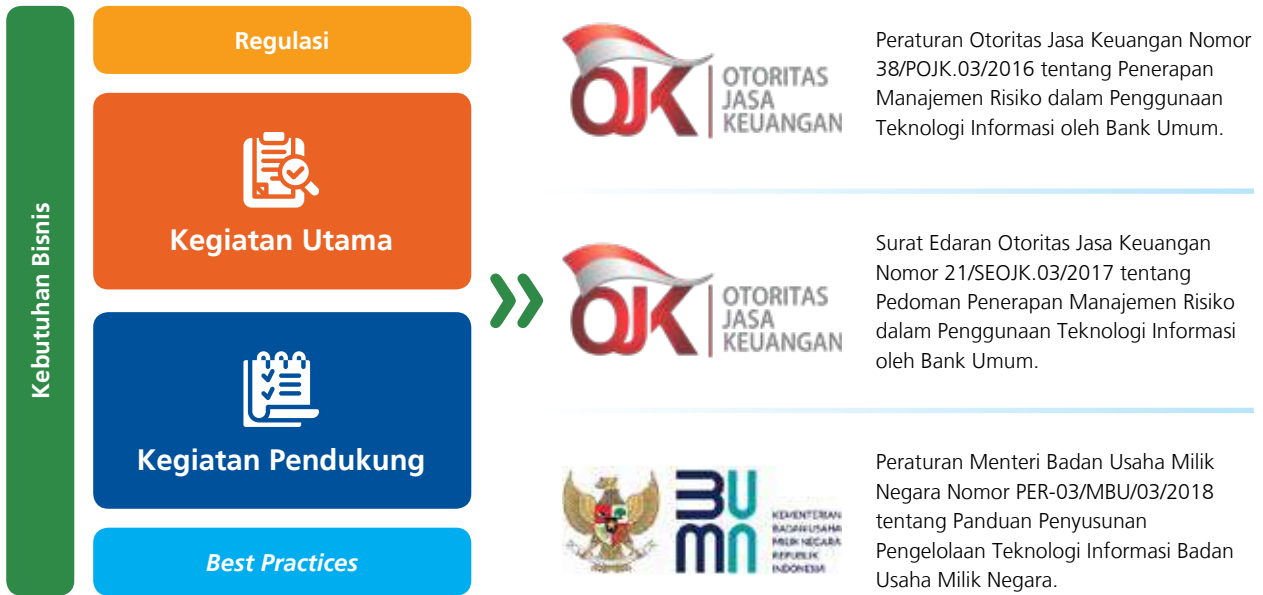 Kebutuhan Bisnis
Regulasi
Kegiatan Utama
Kegiatan Pendukung
Best Practices
OJK
OTORITAS
JASA
KEUANGAN
Peraturan Otoritas Jasa Keuangan Nomor
38/POJK.03/2016 tentang Penerapan
Manajemen Risiko dalam Penggunaan
Teknologi Informasi oleh Bank Umum.
OJK
OTORITAS
JASA
KEUANGAN
Surat Edaran Otoritas Jasa Keuangan
Nomor 21/SEOJK.03/2017 tentang
Pedoman Penerapan Manajemen Risiko
dalam Penggunaan Teknologi Informasi
oleh Bank Umum.
BU
MN
KEMENTERIAN
BADAN USAHA
MILIK NEGARA
REPUBLIK
INDONESIA
Peraturan Menteri Badan Usaha Milik
Negara Nomor PER-03/MBU/03/2018
tentang Panduan Penyusunan
Pengelolaan Teknologi Informasi Badan
Usaha Milik Negara.